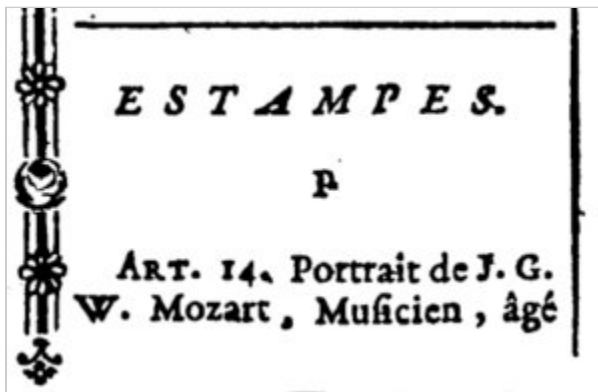 ESTAMPES.
P
ART. 14. Portrait de J. G.
W. Mozart, Muſicien, âgé